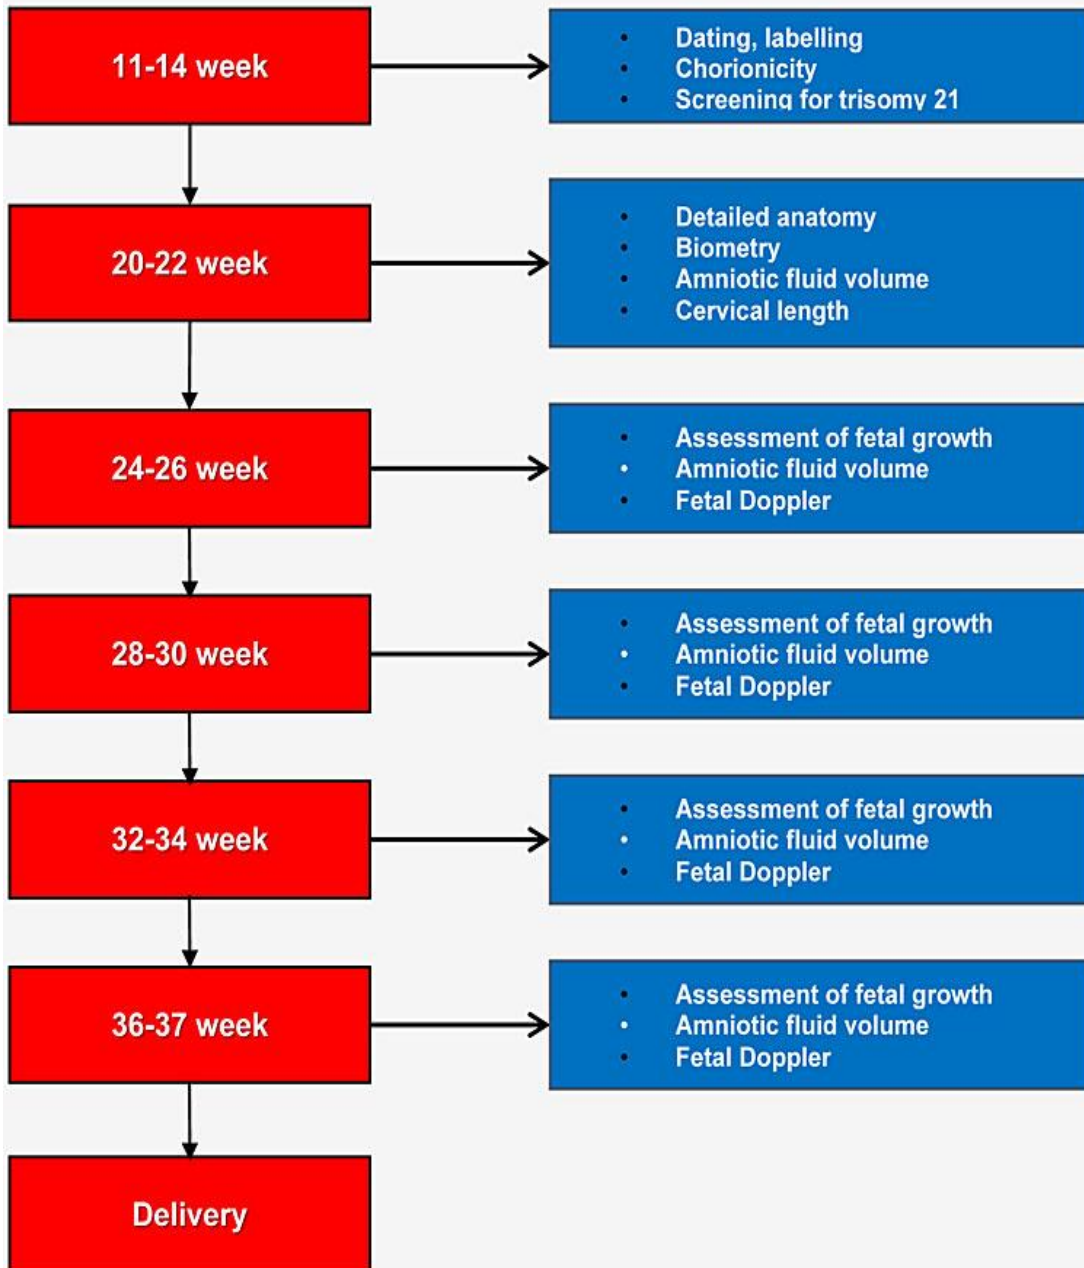 11-14 week
• Dating, labelling
• Chorionicity
• Screening for trisomy 21
20-22 week
• Detailed anatomy
• Biometry
• Amniotic fluid volume
• Cervical length
24-26 week
• Assessment of fetal growth
• Amniotic fluid volume
• Fetal Doppler
28-30 week
• Assessment of fetal growth
• Amniotic fluid volume
• Fetal Doppler
32-34 week
• Assessment of fetal growth
• Amniotic fluid volume
• Fetal Doppler
36-37 week
• Assessment of fetal growth
• Amniotic fluid volume
• Fetal Doppler
Delivery